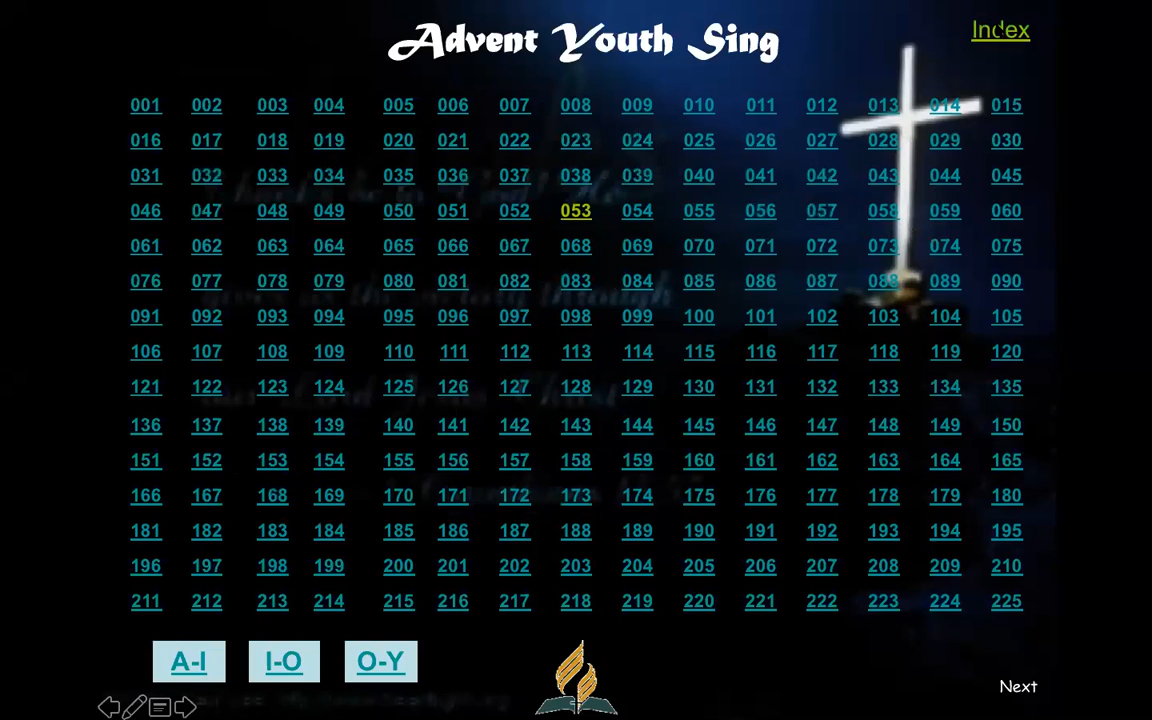 Advent Youth Sing
Index
001 002 003 004 005 006 007 008 009 010 011 012 013 014 015
016 017 018 019 020 021 022 023 024 025 026 027 028 029 030
031 032 033 034 035 036 037 038 039 040 041 042 043 044 045
046 047 048 049 050 051 052 053 054 055 056 057 058 059 060
061 062 063 064 065 066 067 068 069 070 071 072 073 074 075
076 077 078 079 080 081 082 083 084 085 086 087 088 089 090
091 092 093 094 095 096 097 098 099 100 101 102 103 104 105
106 107 108 109 110 111 112 113 114 115 116 117 118 119 120
121 122 123 124 125 126 127 128 129 130 131 132 133 134 135
136 137 138 139 140 141 142 143 144 145 146 147 148 149 150
151 152 153 154 155 156 157 158 159 160 161 162 163 164 165
166 167 168 169 170 171 172 173 174 175 176 177 178 179 180
181 182 183 184 185 186 187 188 189 190 191 192 193 194 195
196 197 198 199 200 201 202 203 204 205 206 207 208 209 210
211 212 213 214 215 216 217 218 219 220 221 222 223 224 225
A-I I-O O-Y
Next